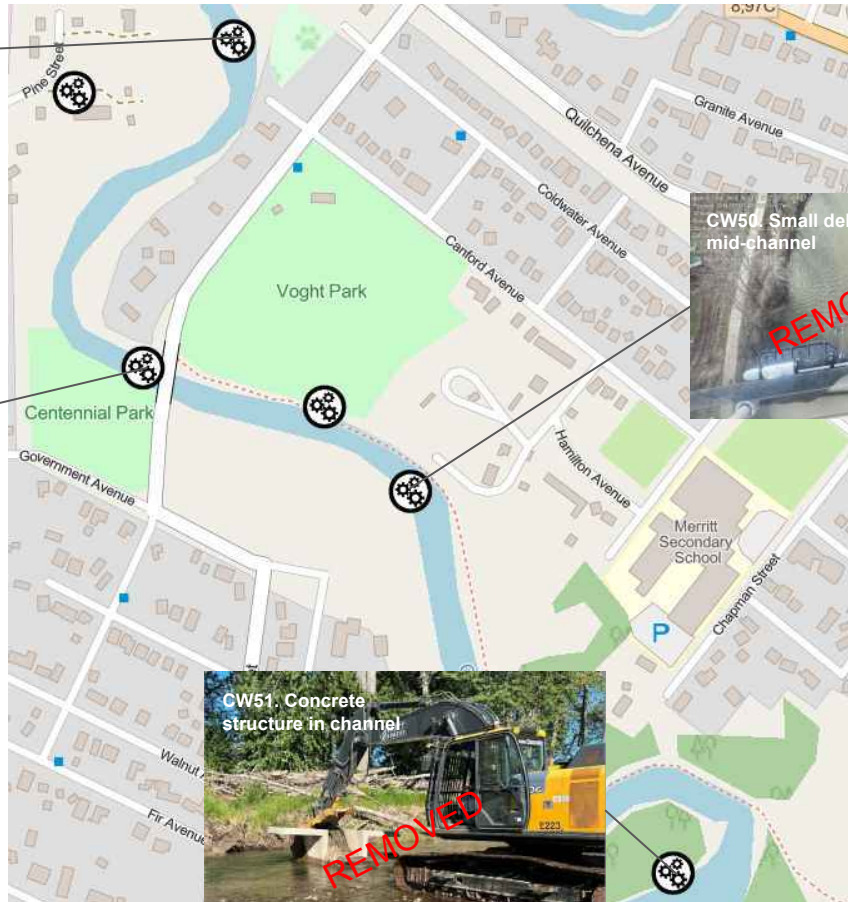 8,97C
Pine Street
Granite Avenue
Quilchena Avenue
CW50. Small
mid-channel
Coldwater Avenue
Canford Avenue
Voght Park
Centennial Park
Hamilton Avenue
Government Avenue
Merritt
Secondary
School
Chapman Street
P
CW51. Concrete
structure in channel
Walnut
Fir Avenue
E223
REMOVED